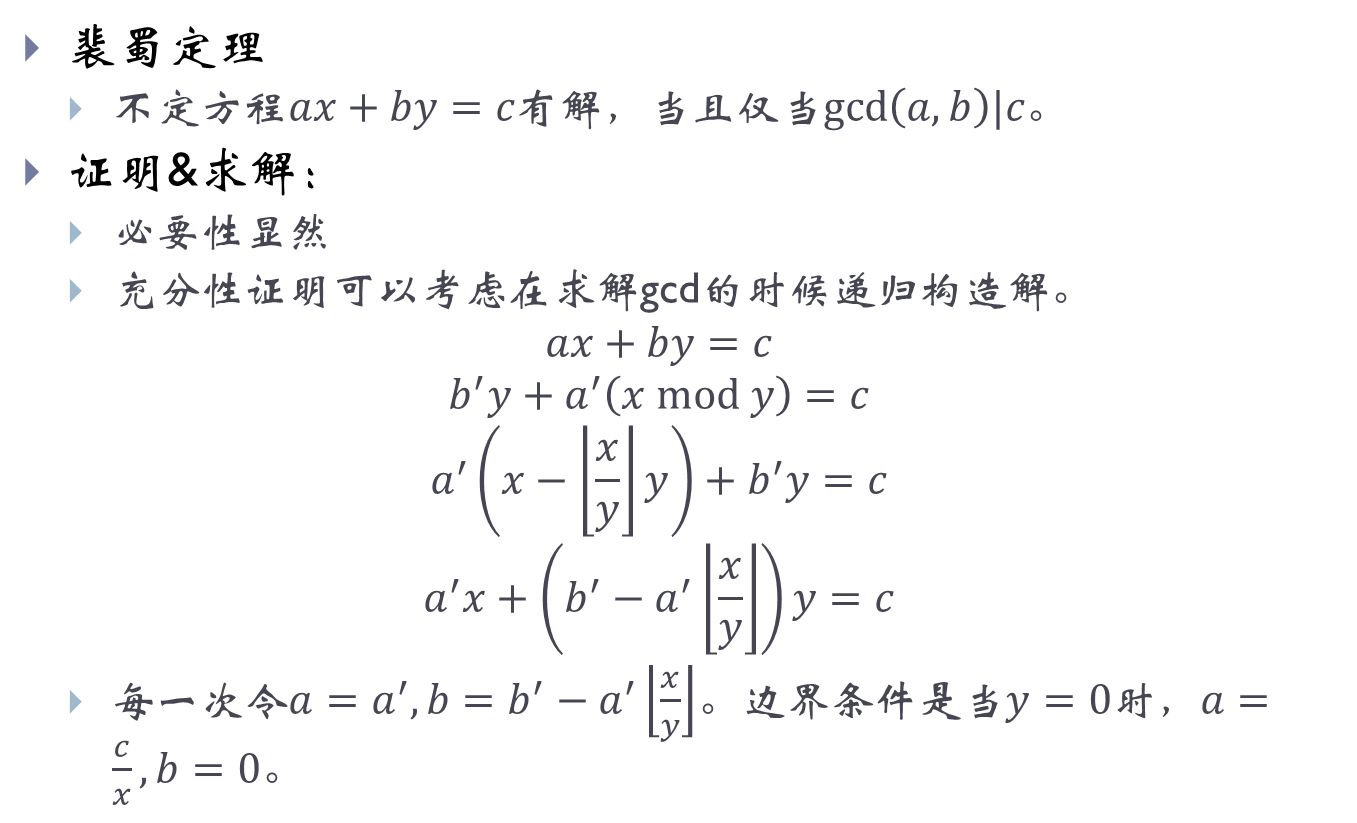 裴蜀定理
不定方程ax + by = c有解，当且仅当gcd(a, b)|c。
证明&求解：
必要性显然
充分性证明可以考虑在求解gcd的时候递归构造解。
ax + by = c
b′y + a′(x mod y) = c
a′(x − ⌊x/y⌋ y) + b′y = c
a′x + (b′ − a′ ⌊x/y⌋) y = c
每一次令a = a′, b = b′ − a′ ⌊x/y⌋。边界条件是当y = 0时，a =
c/x, b = 0。